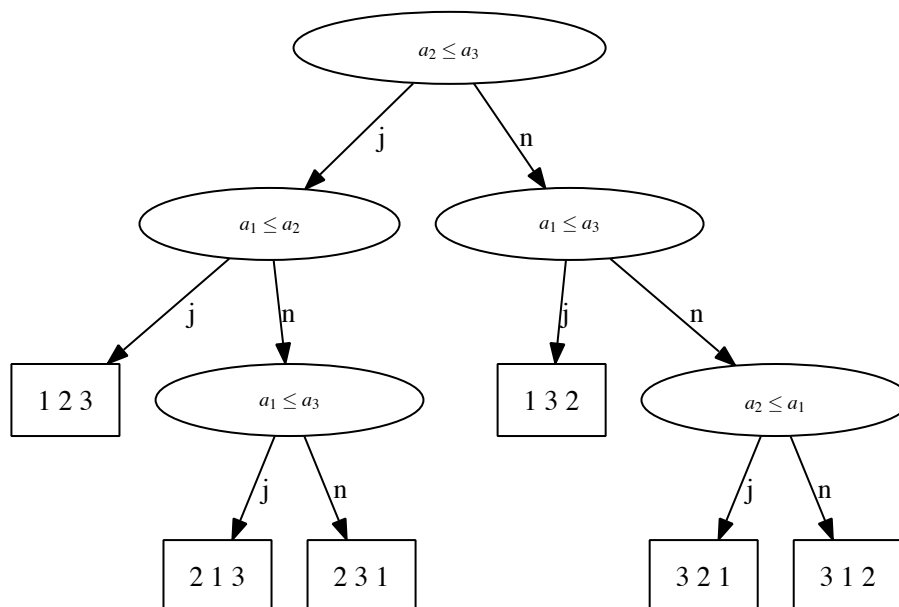 a₂ ≤ a₃
j n
a₁ ≤ a₂ a₁ ≤ a₃
j n j n
1 2 3 a₁ ≤ a₃ 1 3 2 a₂ ≤ a₁
j n j n
2 1 3 2 3 1 3 2 1 3 1 2